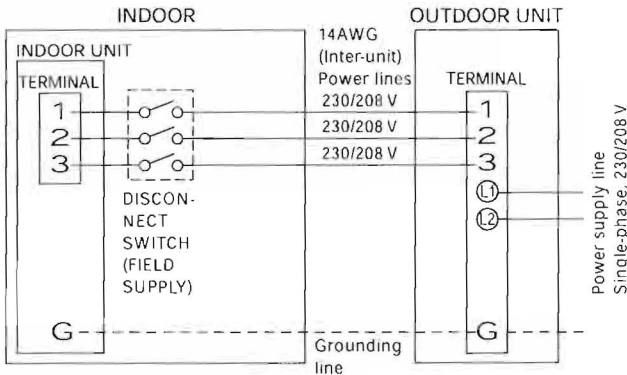 INDOOR
INDOOR UNIT
TERMINAL
1
2
3
DISCON-
NECT
SWITCH
(FIELD
SUPPLY)
G
14AWG
(Inter-unit)
Power lines
230/208 V
230/208 V
230/208 V
Grounding
line
OUTDOOR UNIT
TERMINAL
1
2
3
L1
L2
G
Power supply line
Single-phase, 230/208 V